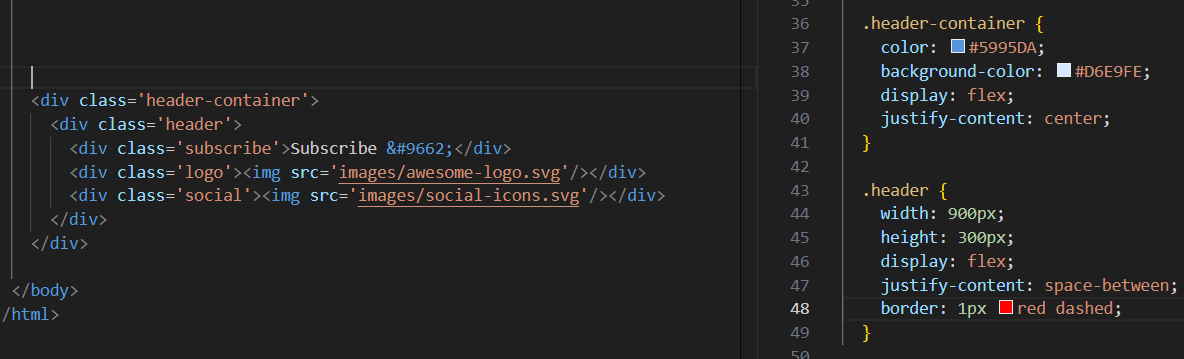 <div class='header-container'>
<div class='header'>
<div class='subscribe'>Subscribe &#9662;</div>
<div class='logo'><img src='images/awesome-logo.svg'/></div>
<div class='social'><img src='images/social-icons.svg'/></div>
</div>
</div>
</body>
/html>
35
36 .header-container {
37 color: #5995DA;
38 background-color: #D6E9FE;
39 display: flex;
40 justify-content: center;
41 }
42
43 .header {
44 width: 900px;
45 height: 300px;
46 display: flex;
47 justify-content: space-between;
48 border: 1px red dashed;
49 }
50